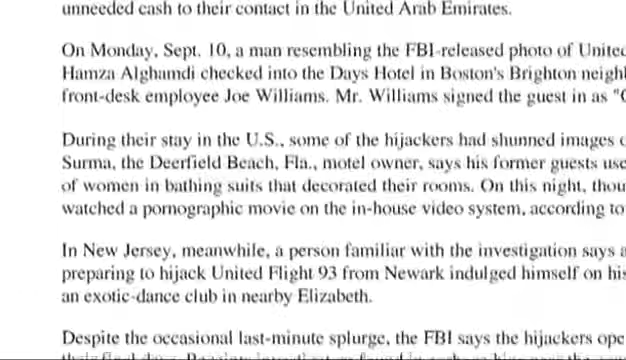 unneeded cash to their contact in the United Arab Emirates.
On Monday, Sept. 10, a man resembling the FBI-released photo of
Hamza Alghamdi checked into the Days Hotel in Boston's Brighton
front-desk employee Joe Williams. Mr. Williams signed the guest in as
During their stay in the U.S., some of the hijackers had shunned images
Surma, the Deerfield Beach, Fla., motel owner, says his former guests
of women in bathing suits that decorated their rooms. On this night,
watched a pornographic movie on the in-house video system, according to
In New Jersey, meanwhile, a person familiar with the investigation says
preparing to hijack United Flight 93 from Newark indulged himself on
an exotic-dance club in nearby Elizabeth.
Despite the occasional last-minute splurge, the FBI says the hijackers